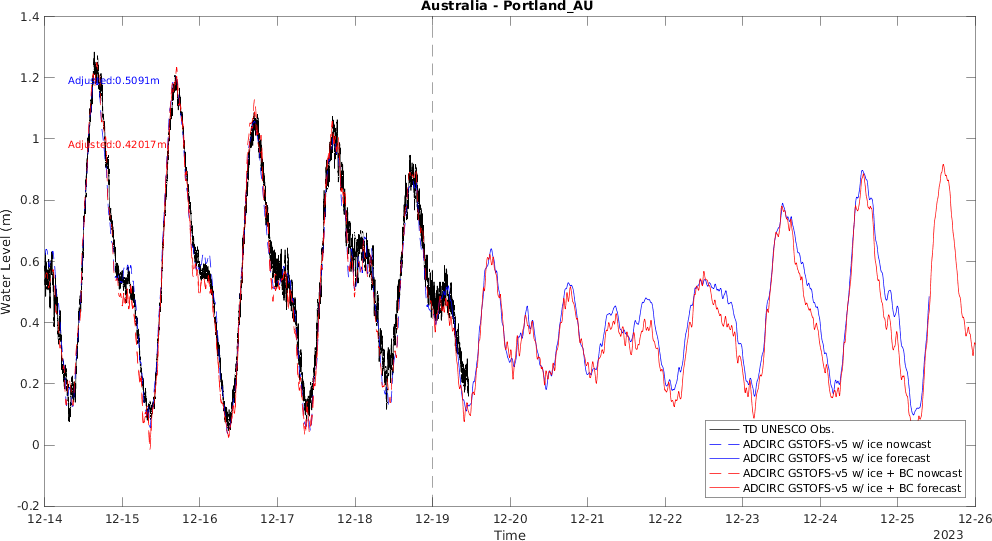 Australia - Portland_AU
1.4
1.2
1
0.8
0.6
0.4
0.2
0
-0.2
Water Level (m)
Adjusted:0.5091m
Adjusted:0.42017m
TD UNESCO Obs.
ADCIRC GSTOFS-v5 w/ ice nowcast
ADCIRC GSTOFS-v5 w/ ice forecast
ADCIRC GSTOFS-v5 w/ ice + BC nowcast
ADCIRC GSTOFS-v5 w/ ice + BC forecast
12-14 12-15 12-16 12-17 12-18 12-19 12-20 12-21 12-22 12-23 12-24 12-25 12-26
Time
2023